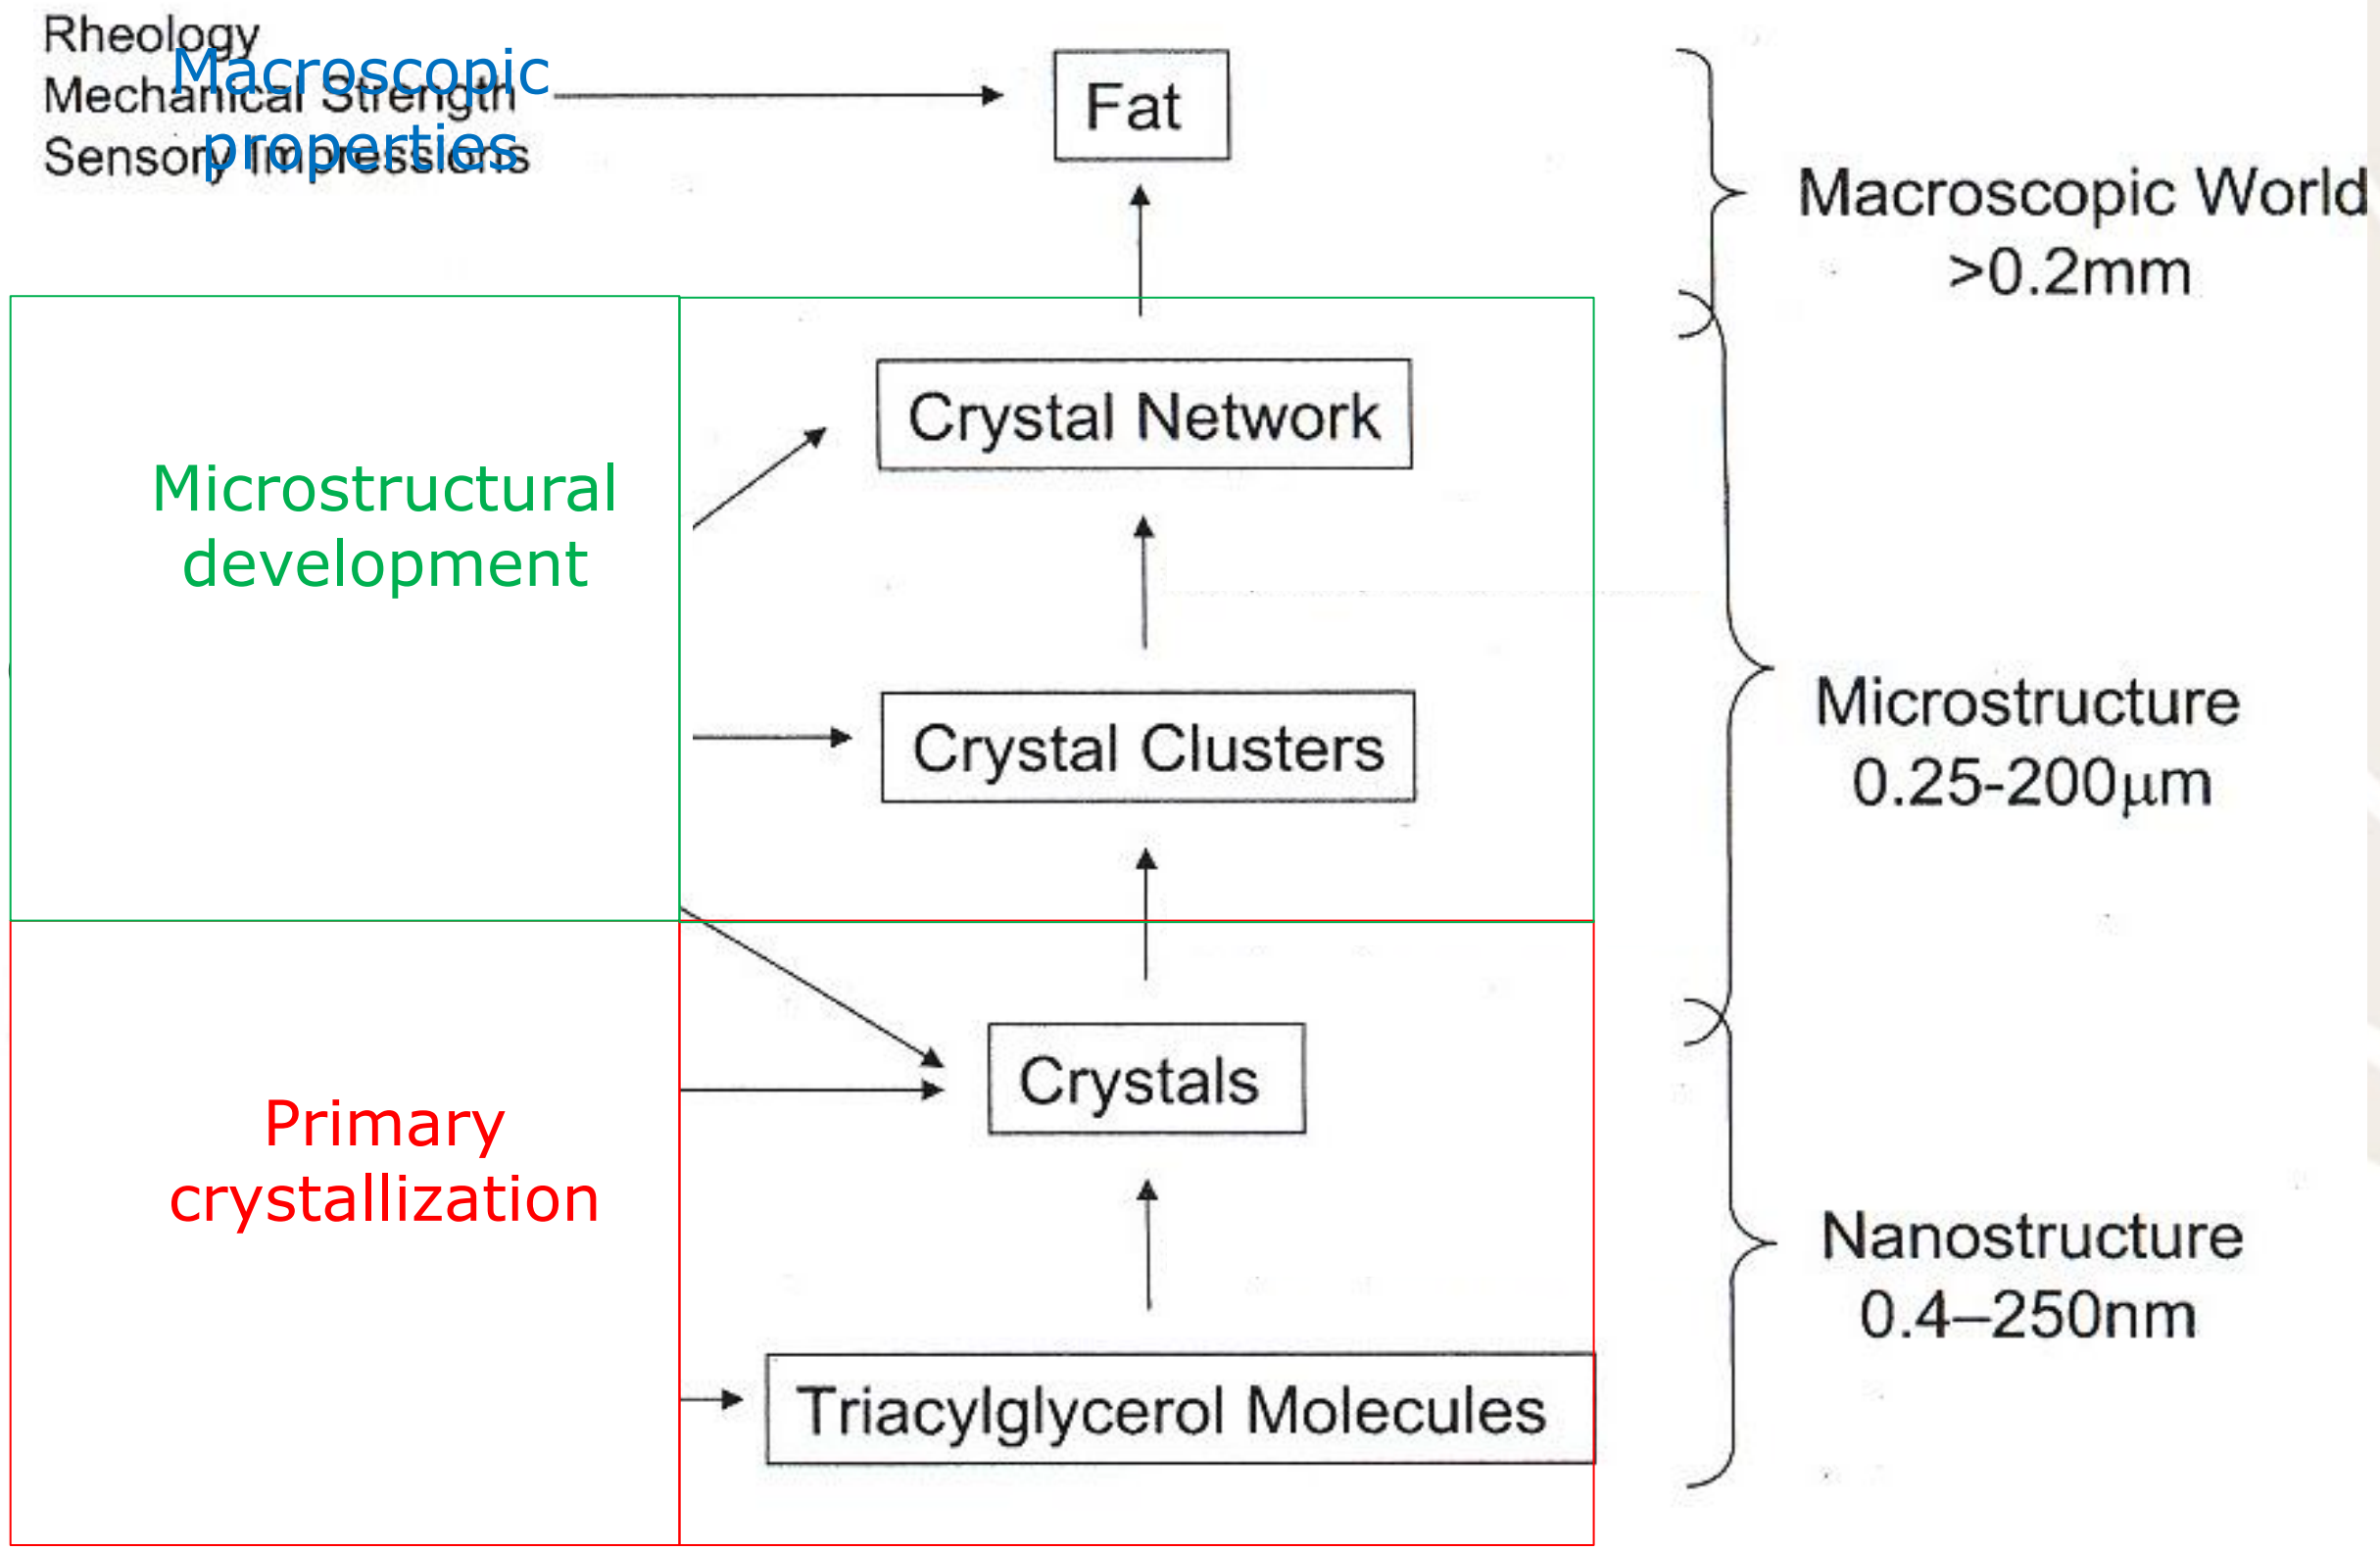 Rheology
Mechanical Strength
Sensory Impressions
Macroscopic
properties
Fat
Macroscopic World
>0.2mm
Microstructural
development
Crystal Network
Crystal Clusters
Microstructure
0.25-200μm
Primary
crystallization
Crystals
Triacylglycerol Molecules
Nanostructure
0.4–250nm